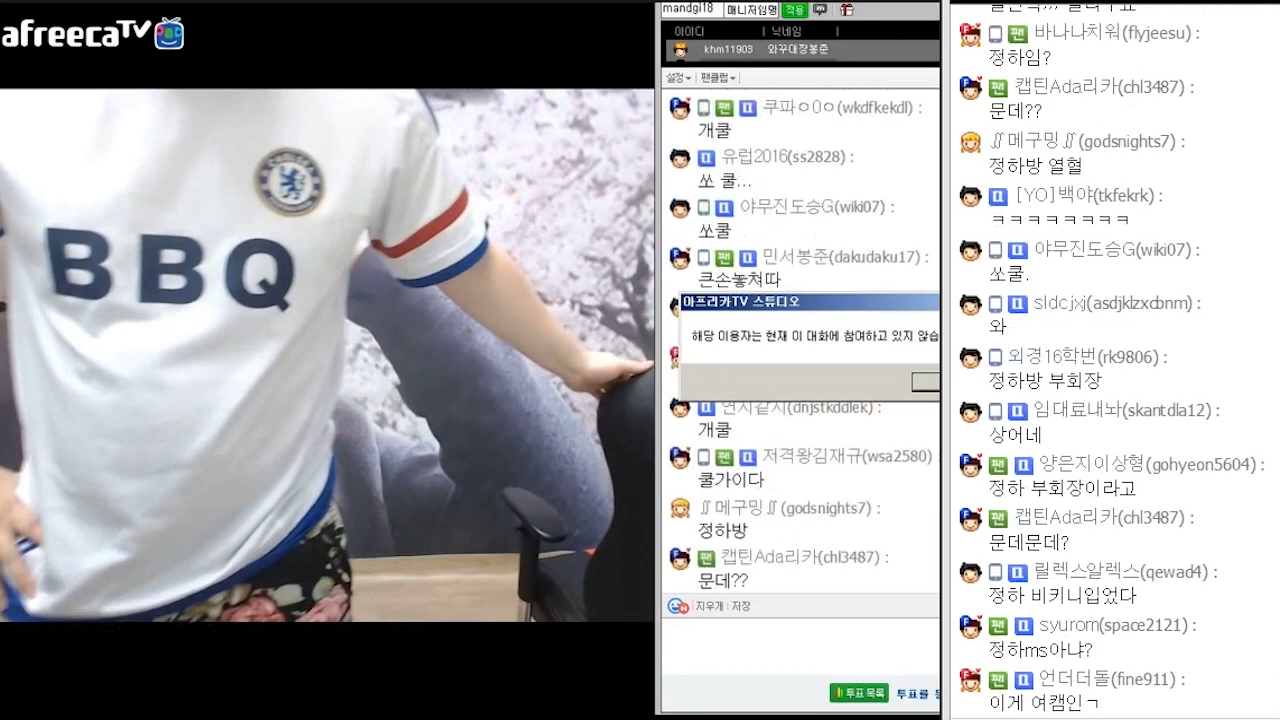 afreecaTV
BBQ
mandgi18 매니저임명 적용
아이디 닉네임
khm11903 와꾸대장봉준
설정 팬클럽
쿠파ㅇ0ㅇ(wkdfkekdl) :
개쿨
유럽2016(ss2828) :
쏘 쿨...
야무진도승G(wiki07) :
쏘쿨
민서봉준(dakudaku17) :
큰손놓쳐따
아프리카TV 스튜디오
해당 이용자는 현재 이 대화에 참여하고 있지 않습
개쿨
저격왕김재규(wsa2580)
쿨가이다
∬메구밍∬(godsnights7) :
정하방
캡틴Ada리카(chl3487) :
문데??
지우개 저장
투표 목록 투표를
바나나치워(flyjeesu) :
정하임?
캡틴Ada리카(chl3487) :
문데??
∬메구밍∬(godsnights7) :
정하방 열혈
[YO]백야(tkfekrk) :
ㅋㅋㅋㅋㅋㅋㅋㅋ
야무진도승G(wiki07) :
쏘쿨.
sldcjxj(asdjklzxcbnm) :
와
외경16학번(rk9806) :
정하방 부회장
임대료내놔(skantdla12) :
상어네
양은지이상형(gohyeon5604) :
정하 부회장이라고
캡틴Ada리카(chl3487) :
문데문데?
릴렉스알렉스(qewad4) :
정하 비키니입었다
syurom(space2121) :
정하ms아냐?
언더더돌(fine911) :
이게 여캠인ㄱ